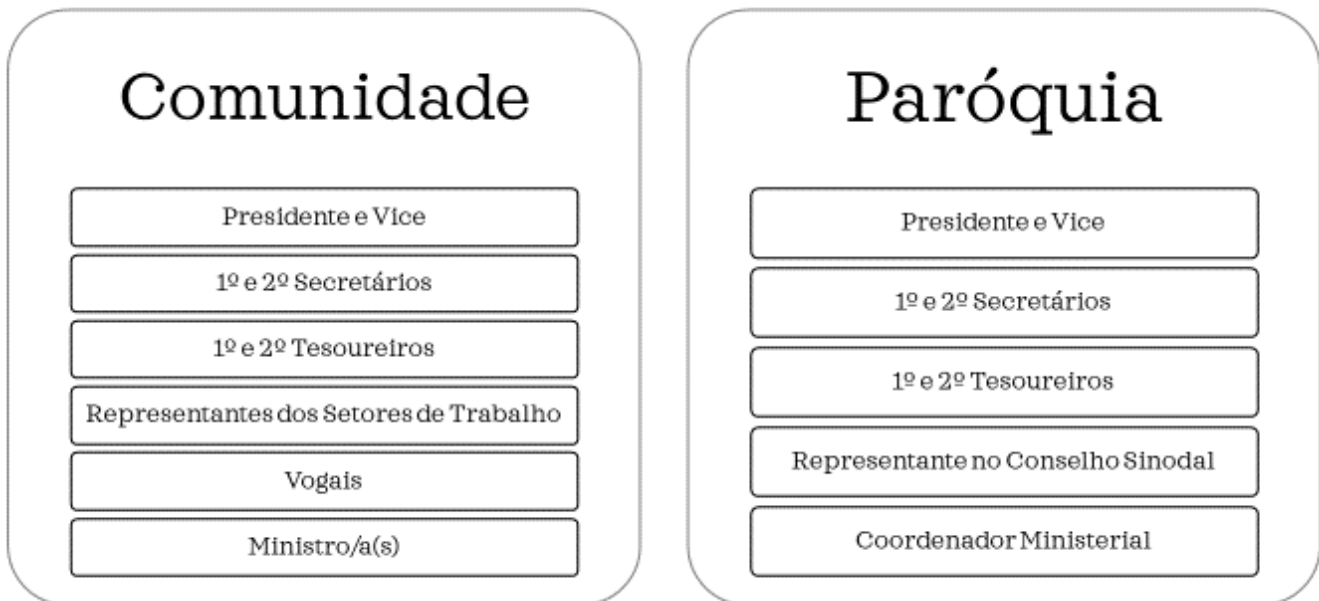 Comunidade
Presidente e Vice
1º e 2º Secretários
1º e 2º Tesoureiros
Representantes dos Setores de Trabalho
Vogais
Ministro/a(s)
Paróquia
Presidente e Vice
1º e 2º Secretários
1º e 2º Tesoureiros
Representante no Conselho Sinodal
Coordenador Ministerial